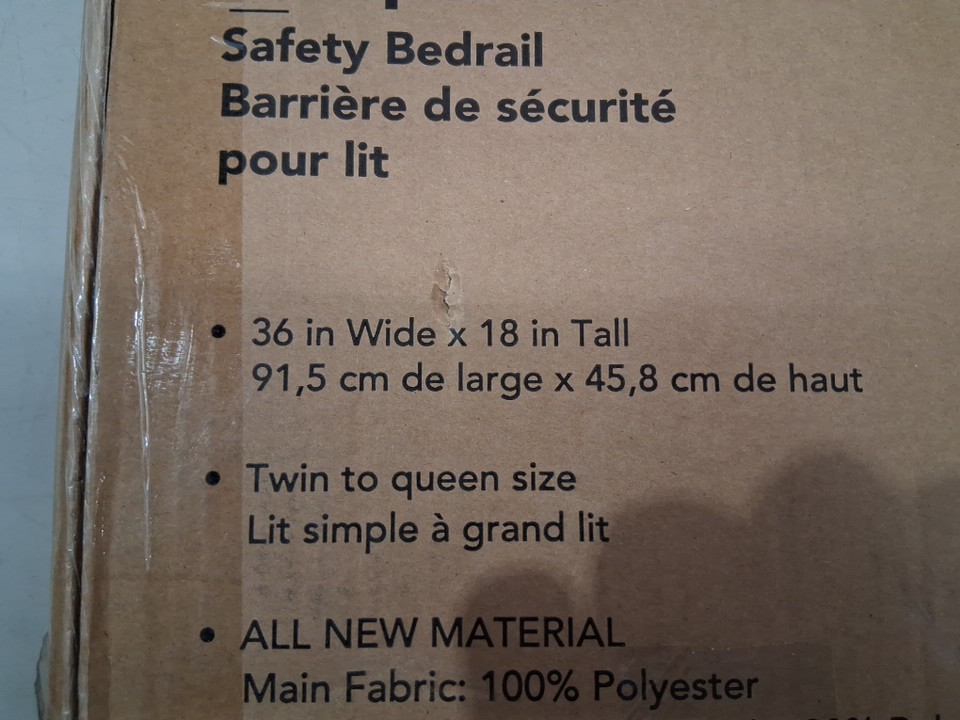 Safety Bedrail
Barrière de sécurité
pour lit
• 36 in Wide x 18 in Tall
91,5 cm de large x 45,8 cm de haut
• Twin to queen size
Lit simple à grand lit
• ALL NEW MATERIAL
Main Fabric: 100% Polyester